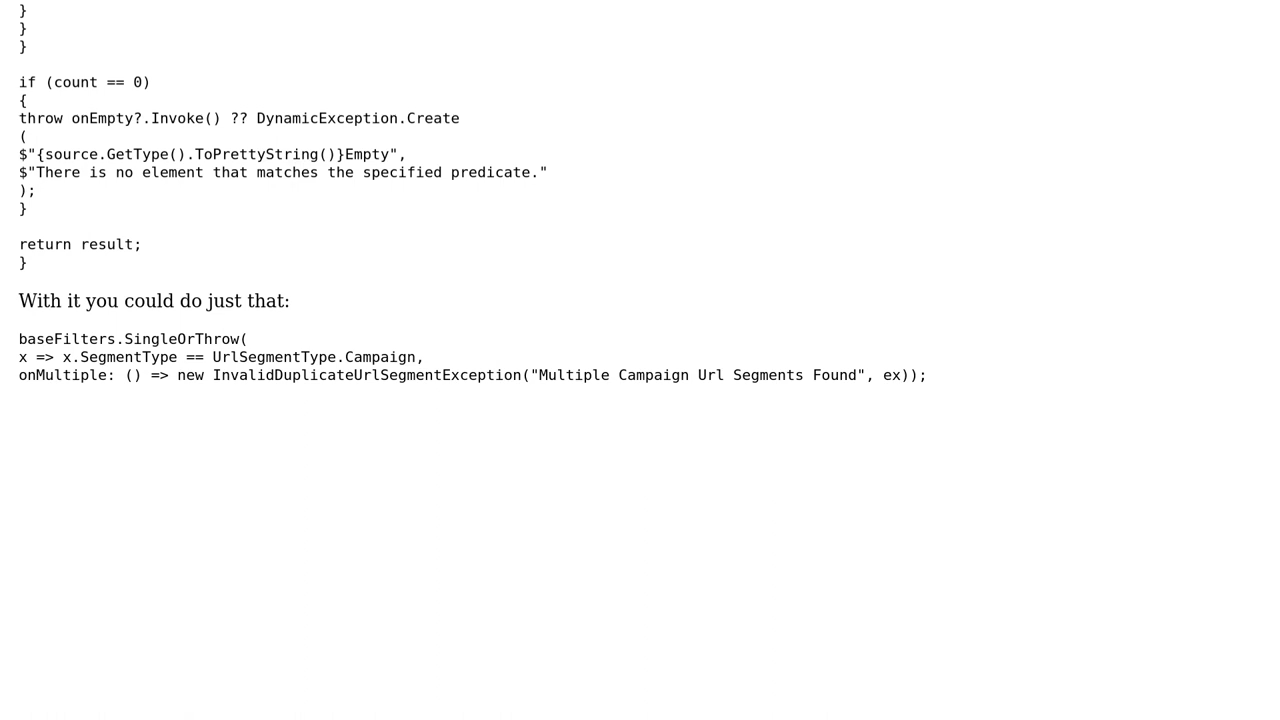 }
}
}
if (count == 0)
{
throw onEmpty?.Invoke() ?? DynamicException.Create
(
$"{source.GetType().ToPrettyString()}Empty",
$"There is no element that matches the specified predicate."
);
}
return result;
}
With it you could do just that:
baseFilters.SingleOrThrow(
x => x.SegmentType == UrlSegmentType.Campaign,
onMultiple: () => new InvalidDuplicateUrlSegmentException("Multiple Campaign Url Segments Found", ex));